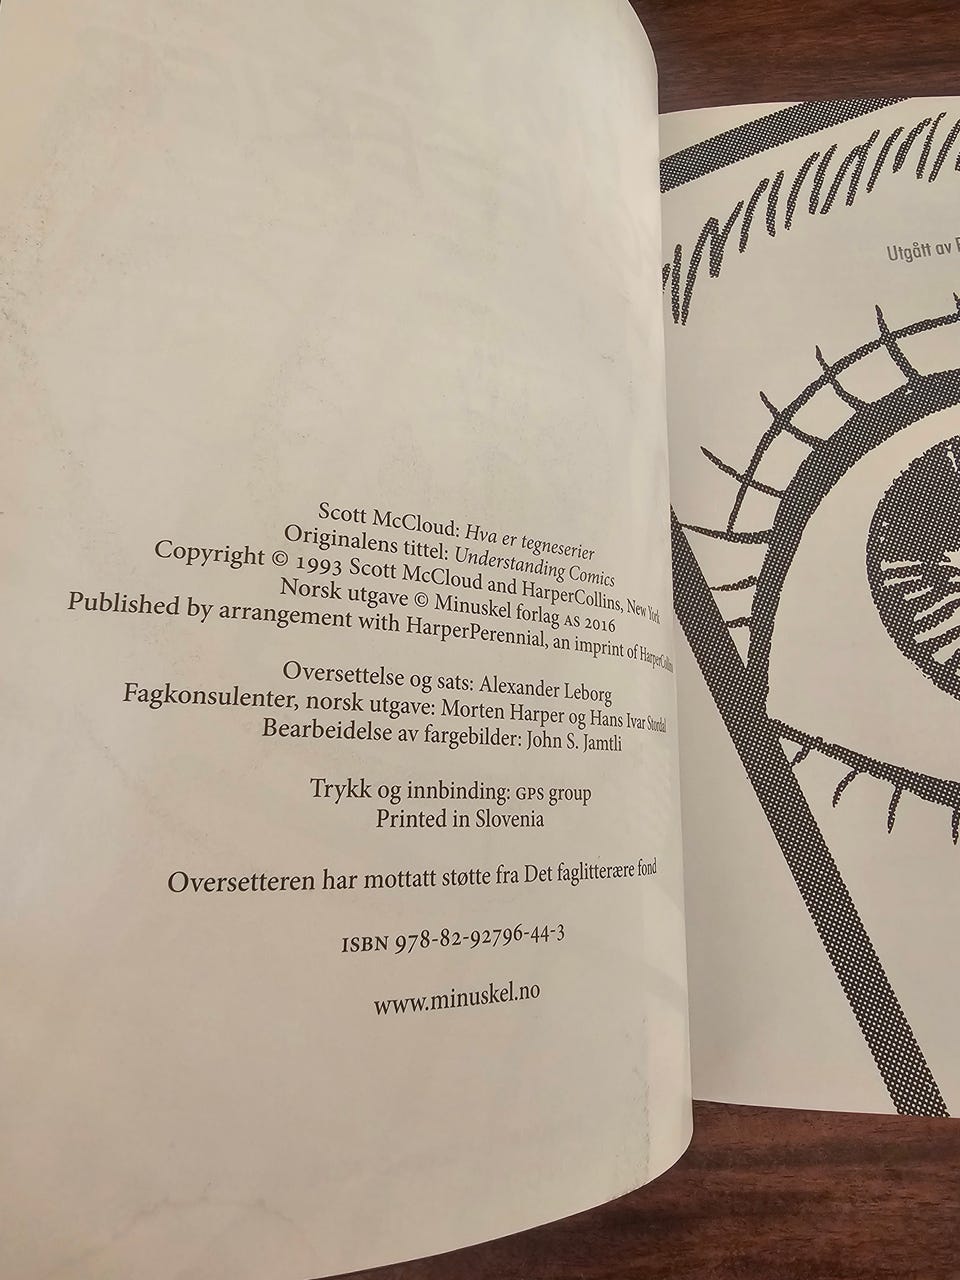 Scott McCloud: Hva er tegneserier
Originalens tittel: Understanding Comics
Copyright © 1993 Scott McCloud and HarperCollins, New York
Norsk utgave © Minuskel forlag AS 2016
Published by arrangement with HarperPerennial, an imprint of HarperCollins
Oversettelse og sats: Alexander Leborg
Fagkonsulenter, norsk utgave: Morten Harper og Hans Ivar Stordal
Bearbeidelse av fargebilder: John S. Jamtli
Trykk og innbinding: GPS group
Printed in Slovenia
Oversetteren har mottatt støtte fra Det faglitterære fond
ISBN 978-82-92796-44-3
www.minuskel.no
Utgått av